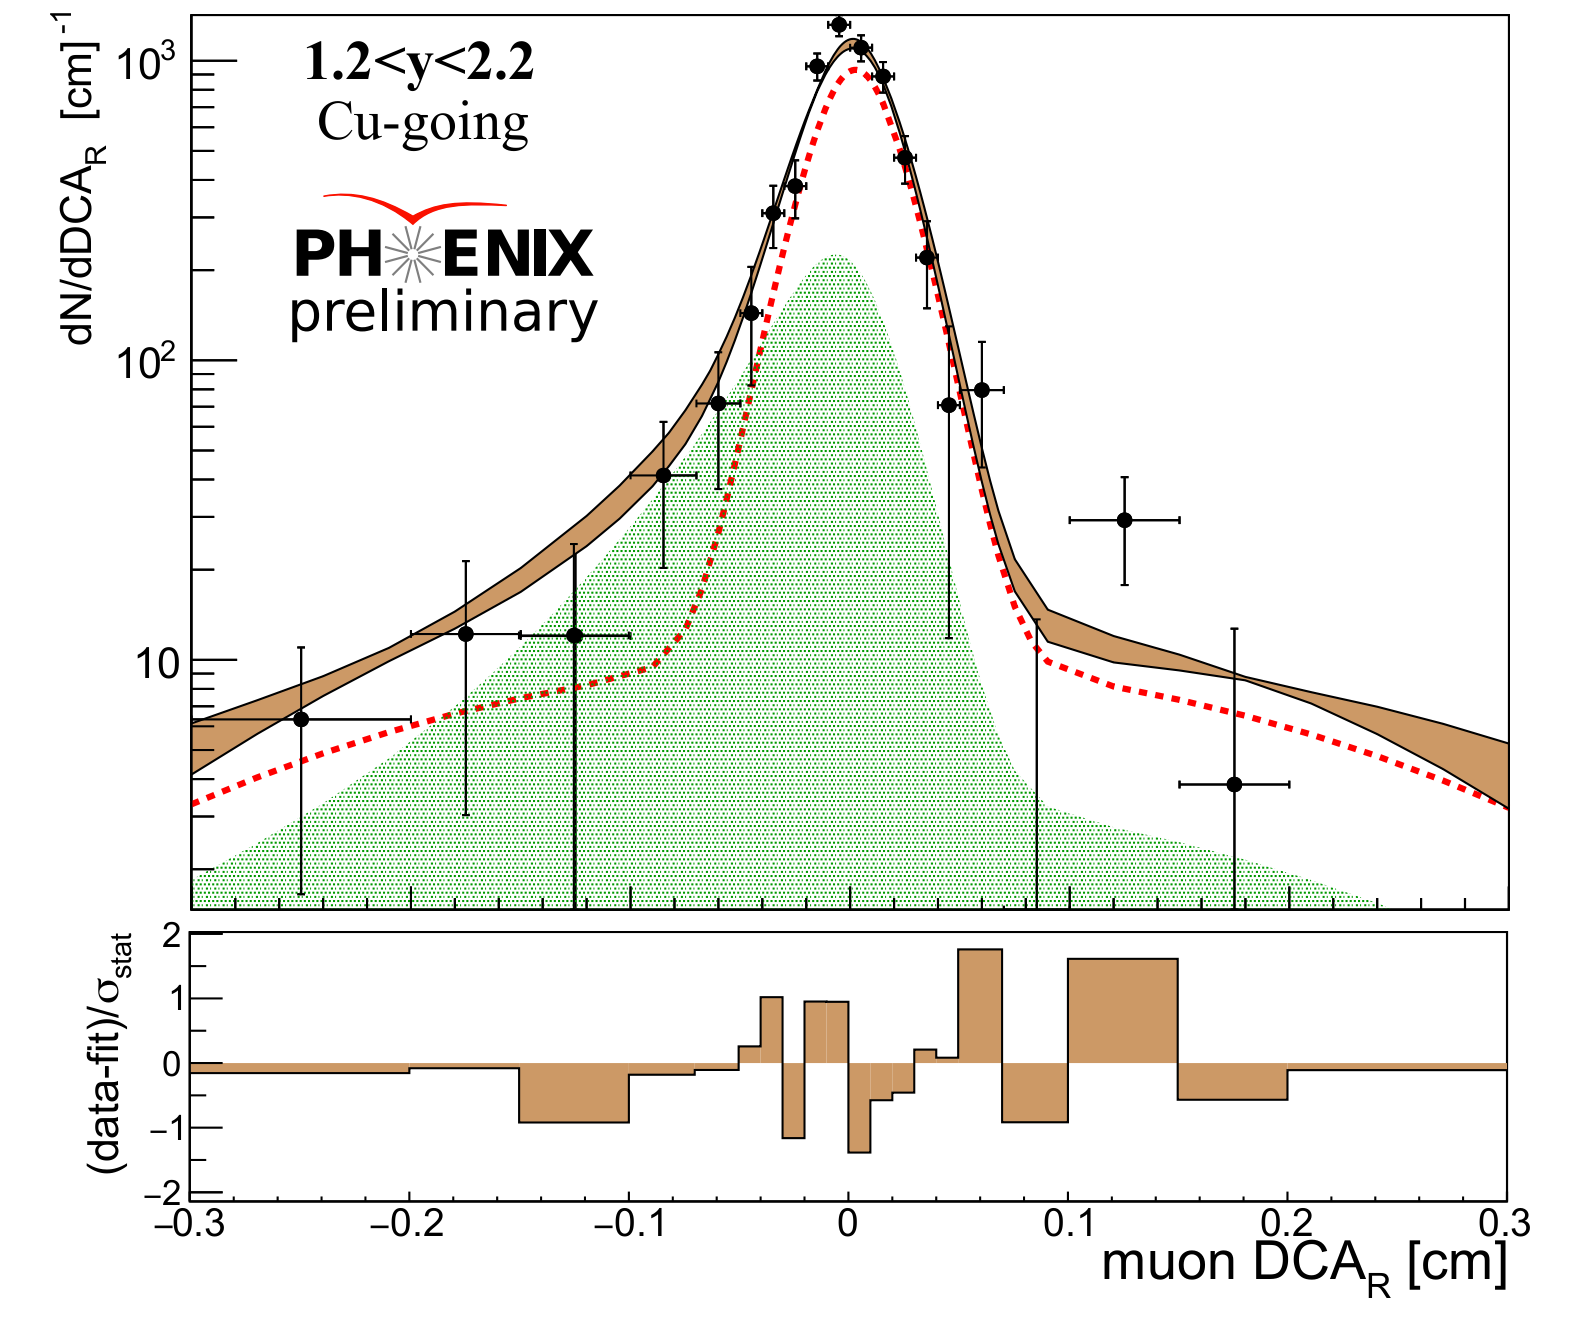 dN/dDCA_R [cm]^-1
10^3
10^2
10
1.2<y<2.2
Cu-going
PHENIX
preliminary
(data-fit)/σ_stat
2
1
0
−1
−2
−0.3 −0.2 −0.1 0 0.1 0.2 0.3
muon DCA_R [cm]